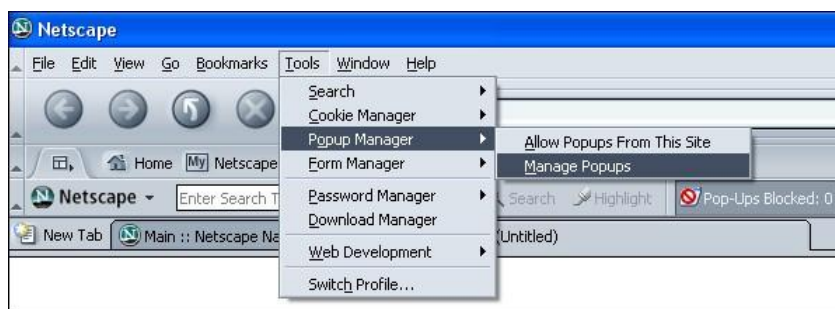 Netscape
File Edit View Go Bookmarks Tools Window Help
Search
Cookie Manager
Popup Manager
Allow Popups From This Site
Home My Netscape
Form Manager
Manage Popups
Netscape
Enter Search T
Password Manager
Search Highlight Pop-Ups Blocked: 0
Download Manager
New Tab Main :: Netscape Na
(Untitled)
Web Development
Switch Profile...